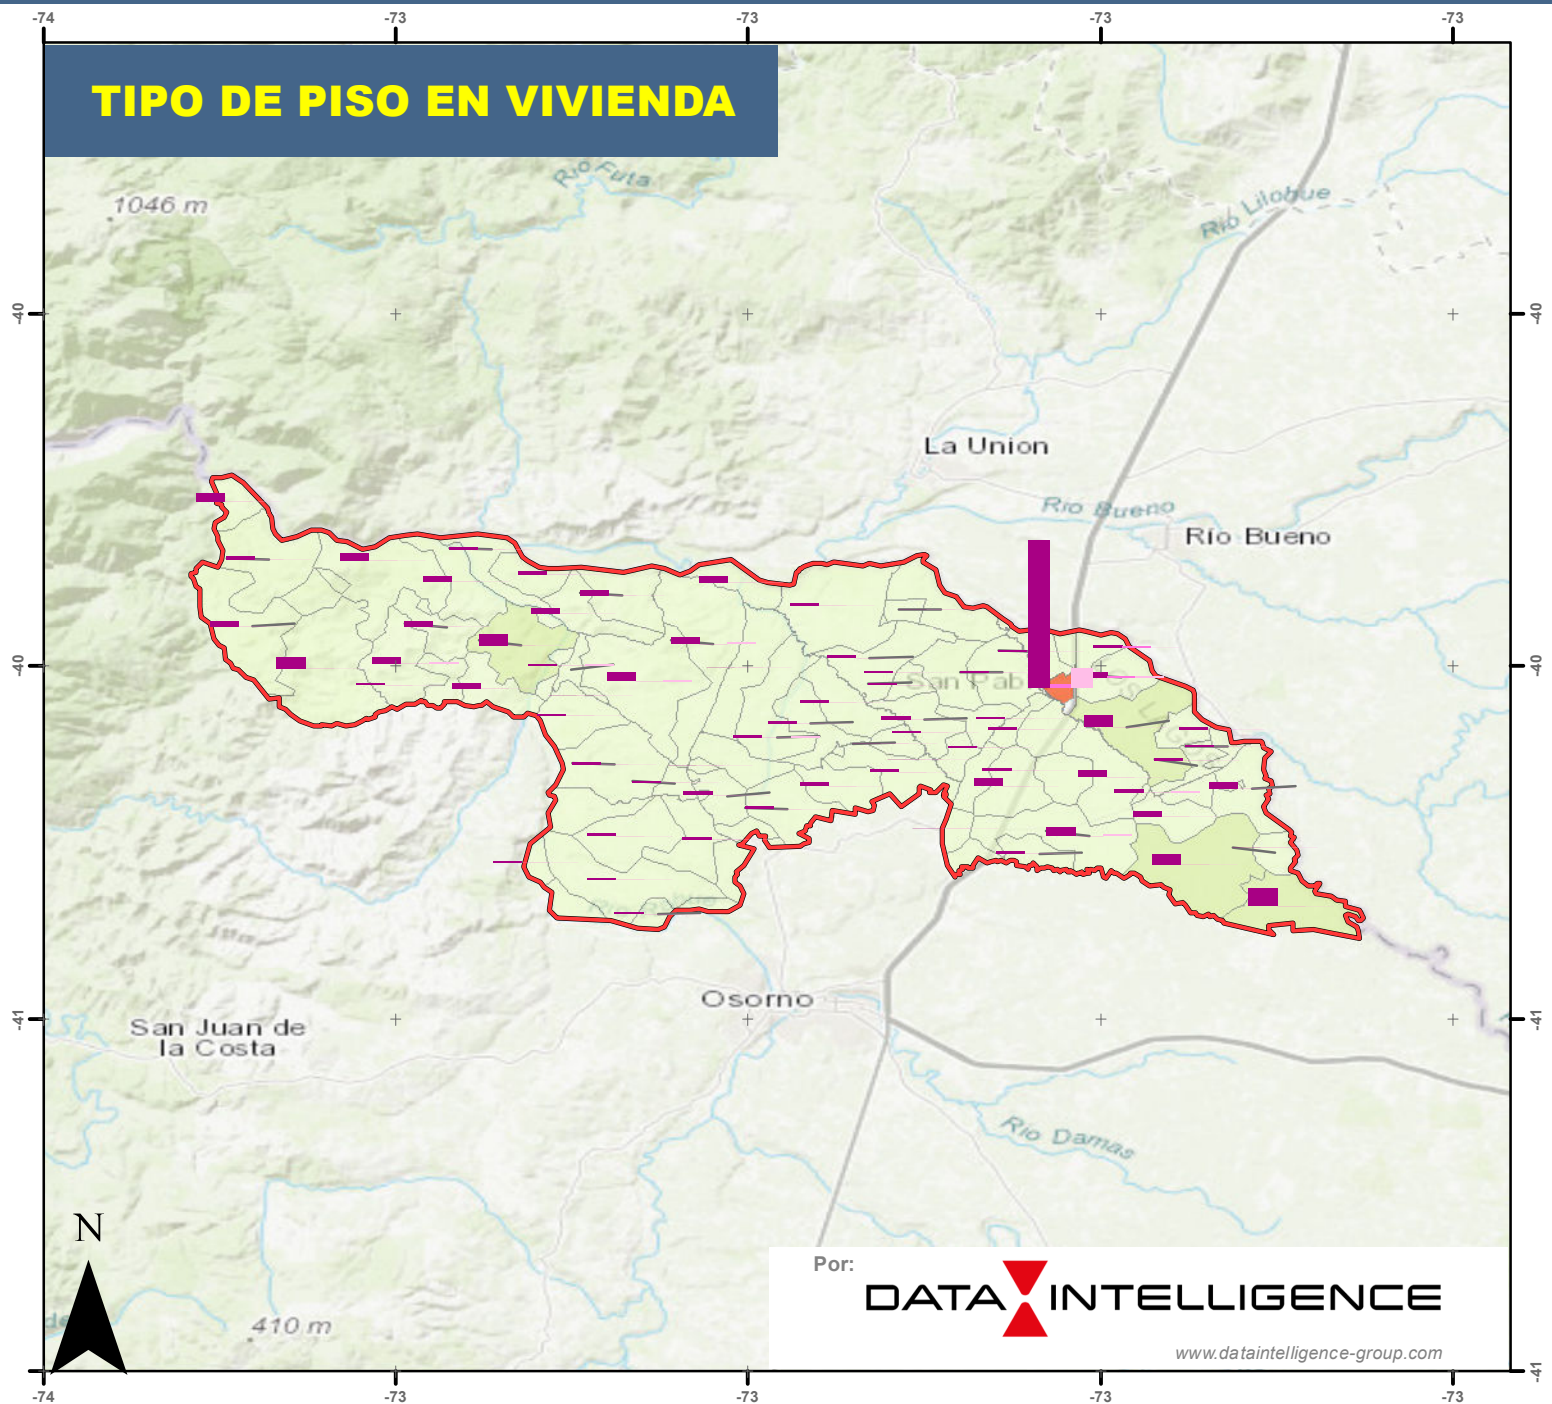 -74
-73
-73
-73
-73
TIPO DE PISO EN VIVIENDA
Río Futa
1046 m
Río Lilobue
-40
-40
La Union
Río Bueno
Río Bueno
-40
-40
San Pab
Osorno
-41
-41
San Juan de
la Costa
Río Damas
N
Por:
DATA INTELLIGENCE
de
410 m
www.dataintelligence-group.com
-41
-74
-73
-73
-73
-73